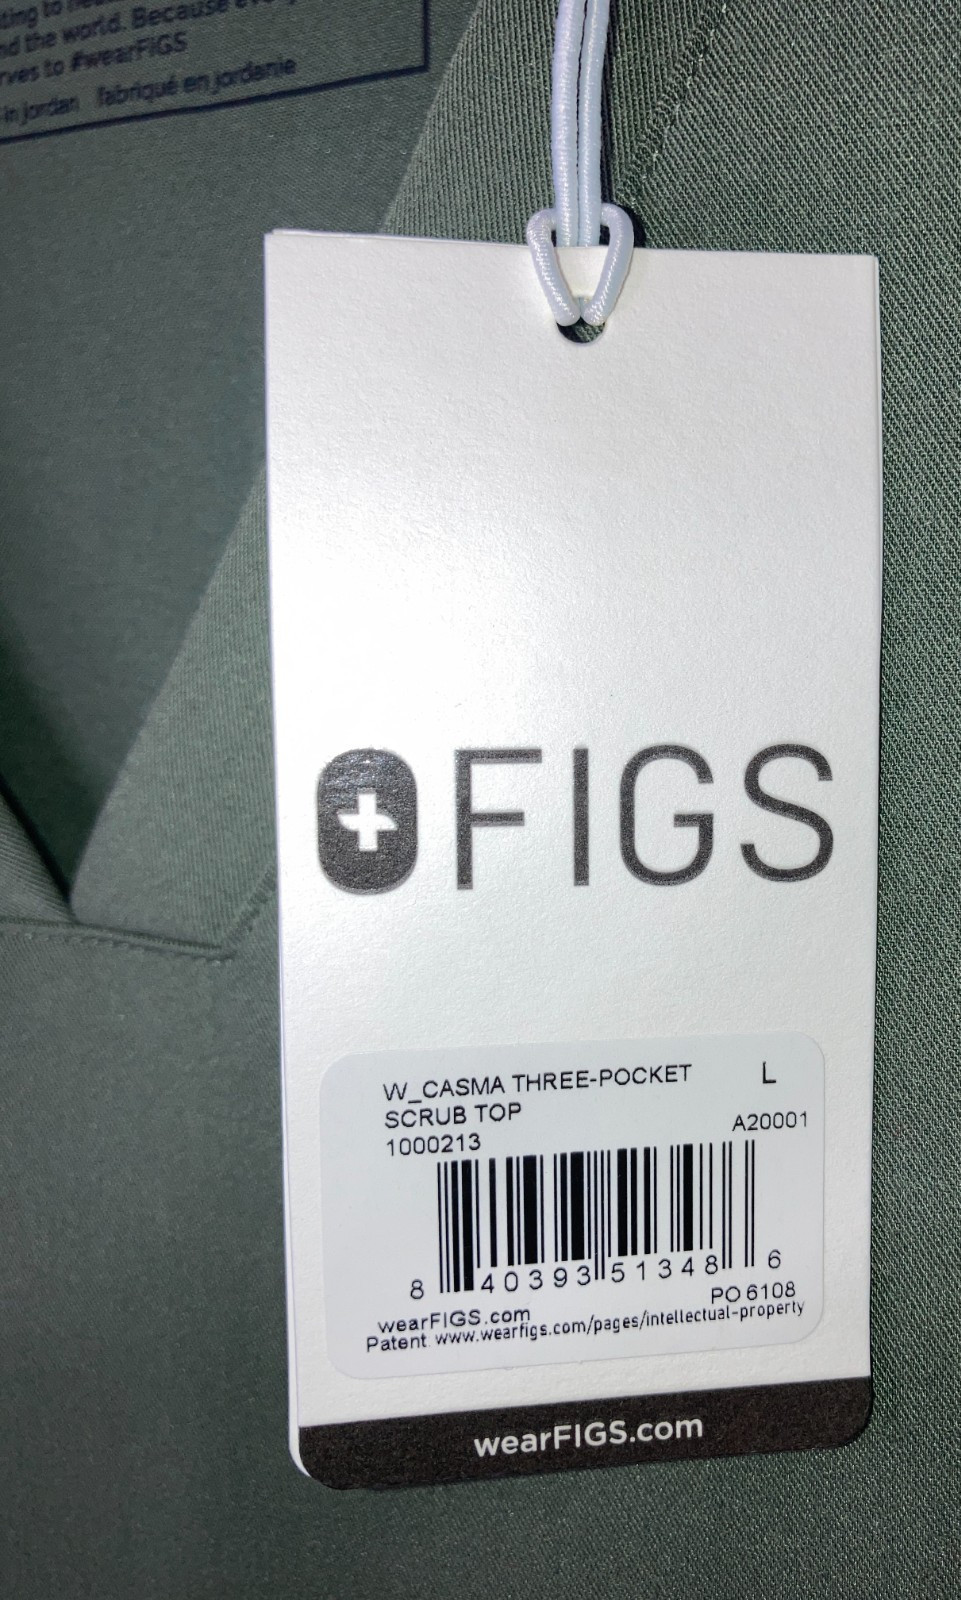 nd the world. Because
rves to #wearFIGS
in jordan fabriqué en jordanie
FIGS
W_CASMA THREE-POCKET L
SCRUB TOP
1000213 A20001
8 40393 51348 6
PO 6108
wearFIGS.com
Patent www.wearfigs.com/pages/intellectual-property
wearFIGS.com